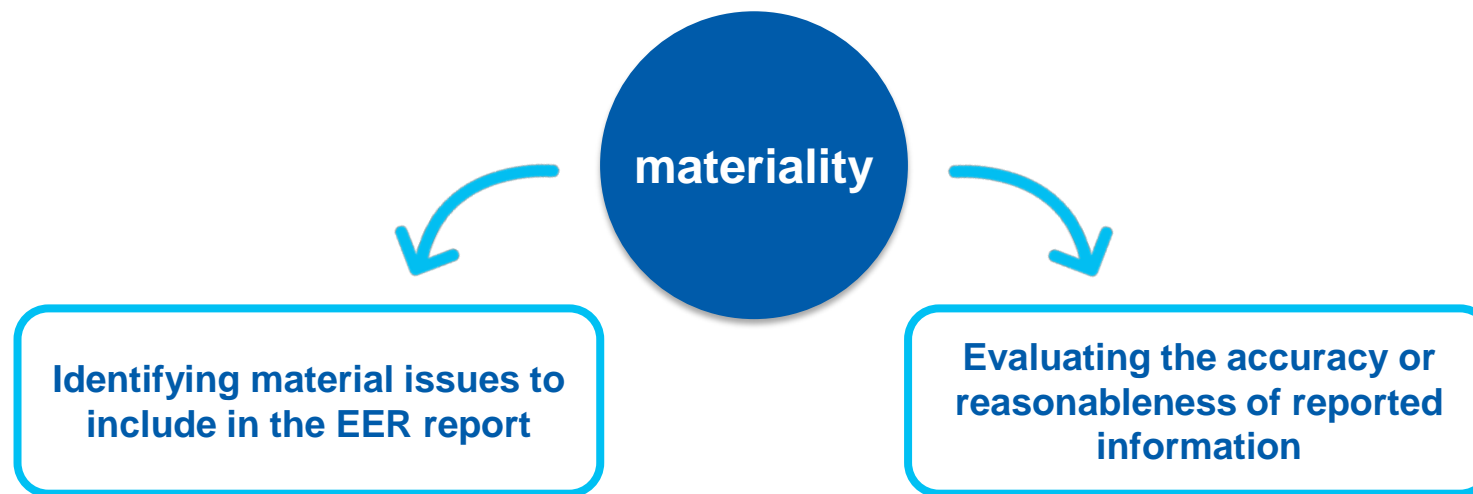 materiality
Identifying material issues to
include in the EER report
Evaluating the accuracy or
reasonableness of reported
information